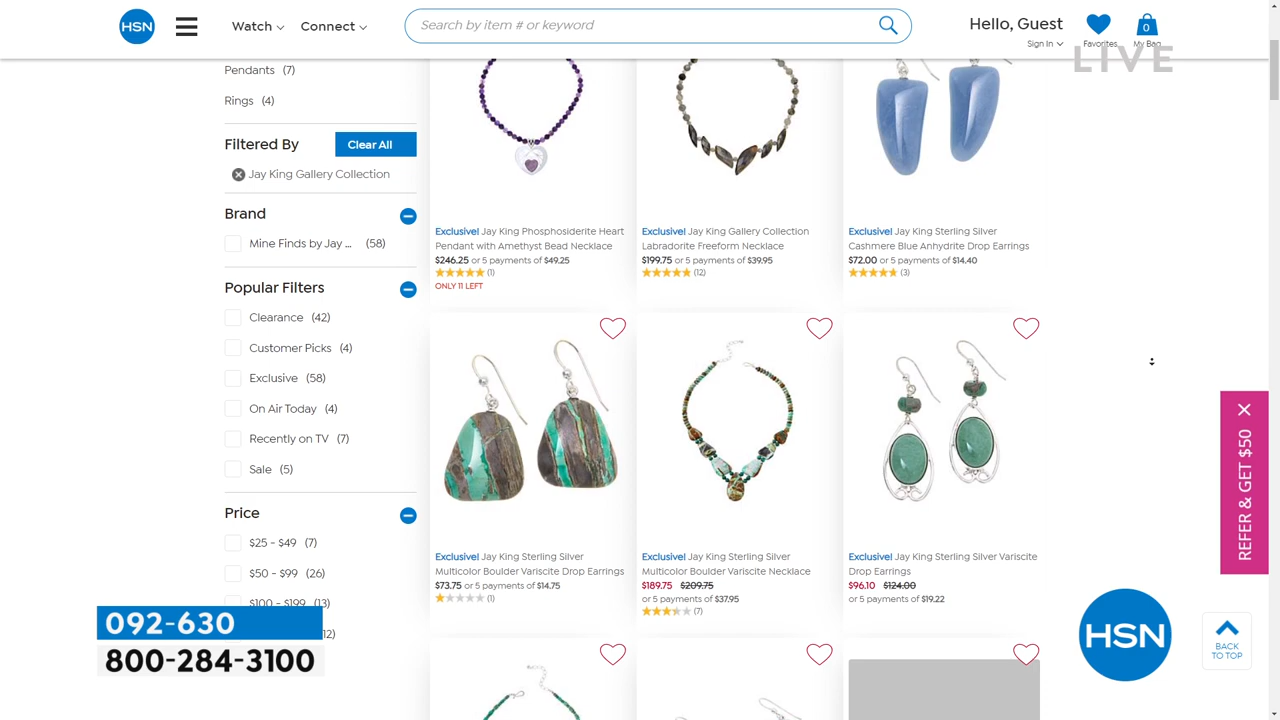 HSN
Watch
Connect
Search by item # or keyword
Hello, Guest
Sign In
Favorites
0
My Bag
LIVE
Pendants (7)
Rings (4)
Filtered By
Clear All
Jay King Gallery Collection
Brand
Mine Finds by Jay ... (58)
Popular Filters
Clearance (42)
Customer Picks (4)
Exclusive (58)
On Air Today (4)
Recently on TV (7)
Sale (5)
Price
$25 - $49 (7)
$50 - $99 (26)
$100 - $199 (13)
12)
Exclusive! Jay King Phosphosiderite Heart
Pendant with Amethyst Bead Necklace
$246.25 or 5 payments of $49.25
(1)
ONLY 11 LEFT
Exclusive! Jay King Gallery Collection
Labradorite Freeform Necklace
$199.75 or 5 payments of $39.95
(12)
Exclusive! Jay King Sterling Silver
Cashmere Blue Anhydrite Drop Earrings
$72.00 or 5 payments of $14.40
(3)
Exclusive! Jay King Sterling Silver
Multicolor Boulder Variscite Drop Earrings
$73.75 or 5 payments of $14.75
(1)
Exclusive! Jay King Sterling Silver
Multicolor Boulder Variscite Necklace
$189.75 $209.75
or 5 payments of $37.95
(7)
Exclusive! Jay King Sterling Silver Variscite
Drop Earrings
$96.10 $124.00
or 5 payments of $19.22
REFER & GET $50
092-630
800-284-3100
HSN
BACK
TO TOP